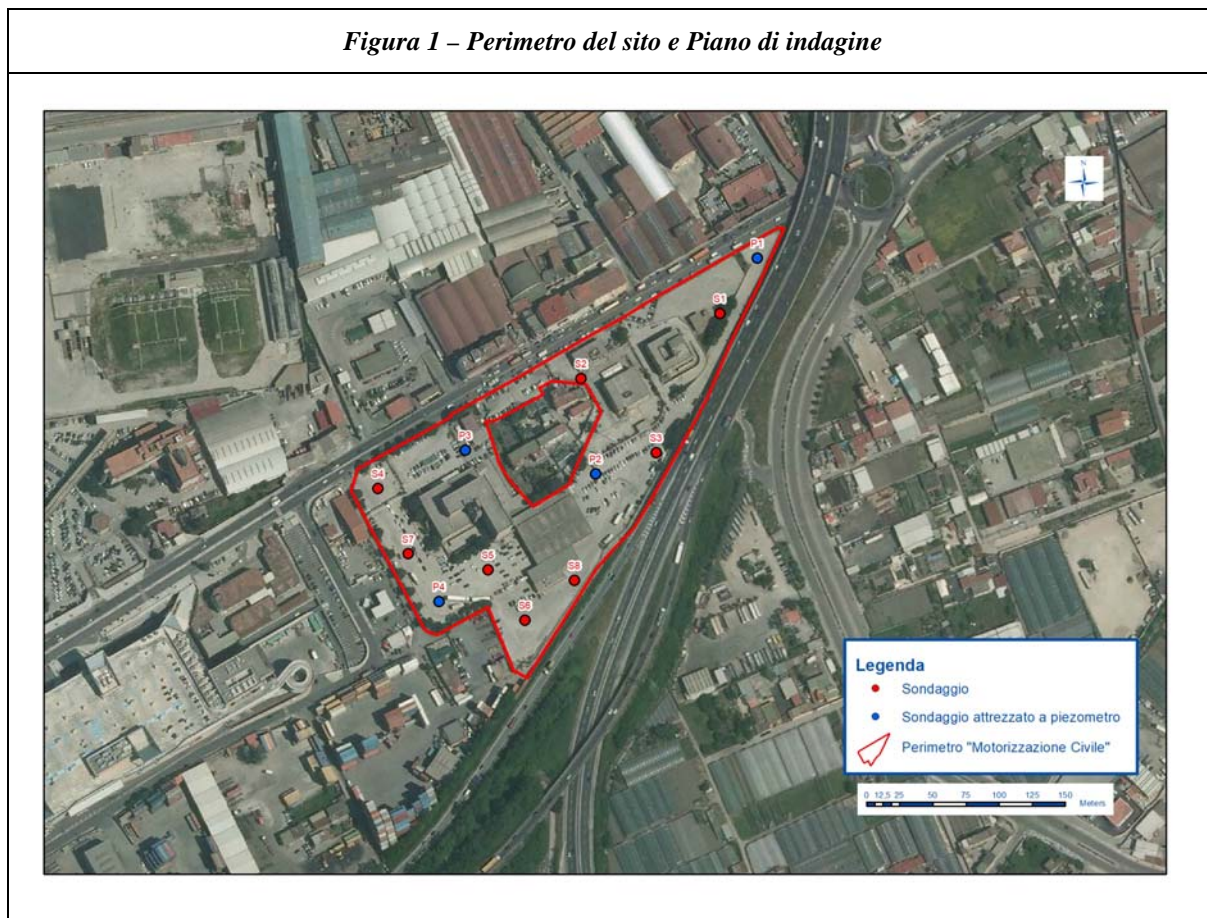 Figura 1 – Perimetro del sito e Piano di indagine
N
P1
S1
S2
P3
S3
P2
S4
S7
S5
S8
P4
S6
Legenda
Sondaggio
Sondaggio attrezzato a piezometro
Perimetro "Motorizzazione Civile"
0 12,5 25 50 75 100 125 150
Meters